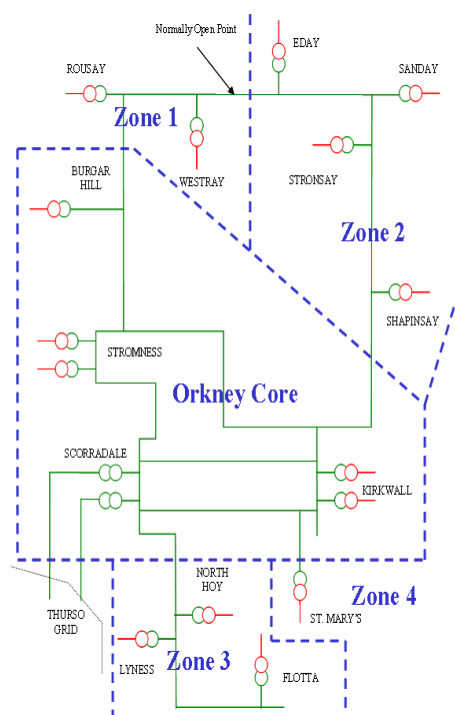 EDAY
Normally Open Point
ROUSAY
SANDAY
Zone 1
BURGAR
HILL
WESTRAY
STRONSAY
Zone 2
SHAPINSAY
STROMNESS
Orkney Core
SCORRADALE
KIRKWALL
NORTH
HOY
Zone 4
THURSO
GRID
ST. MARY'S
LYNESS
Zone 3
FLOTTA